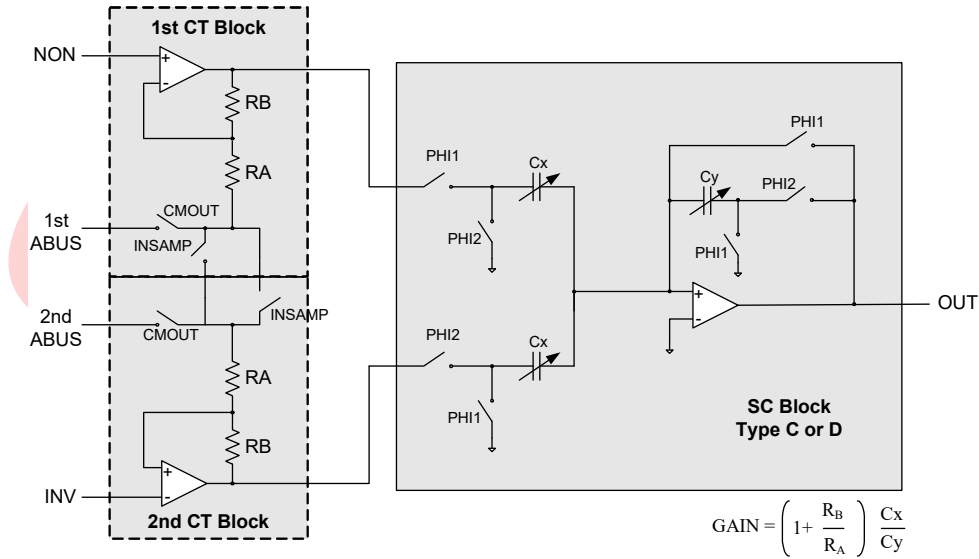 1st CT Block
NON
+
-
RB
RA
CMOUT
1st
ABUS
INSAMP
2nd
ABUS
CMOUT
INSAMP
RA
RB
+
-
INV
2nd CT Block
PHI1
Cx
PHI2
PHI2
Cx
PHI1
PHI1
Cy
PHI2
PHI1
+
-
OUT
SC Block
Type C or D
GAIN = ( 1+ R_B / R_A ) Cx / Cy